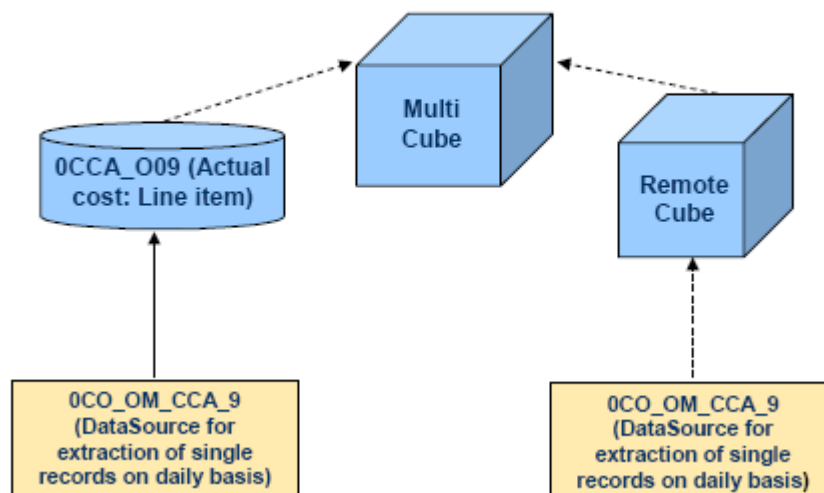 Multi
Cube
0CCA_O09 (Actual
cost: Line item)
Remote
Cube
0CO_OM_CCA_9
(DataSource for
extraction of single
records on daily basis)
0CO_OM_CCA_9
(DataSource for
extraction of single
records on daily basis)